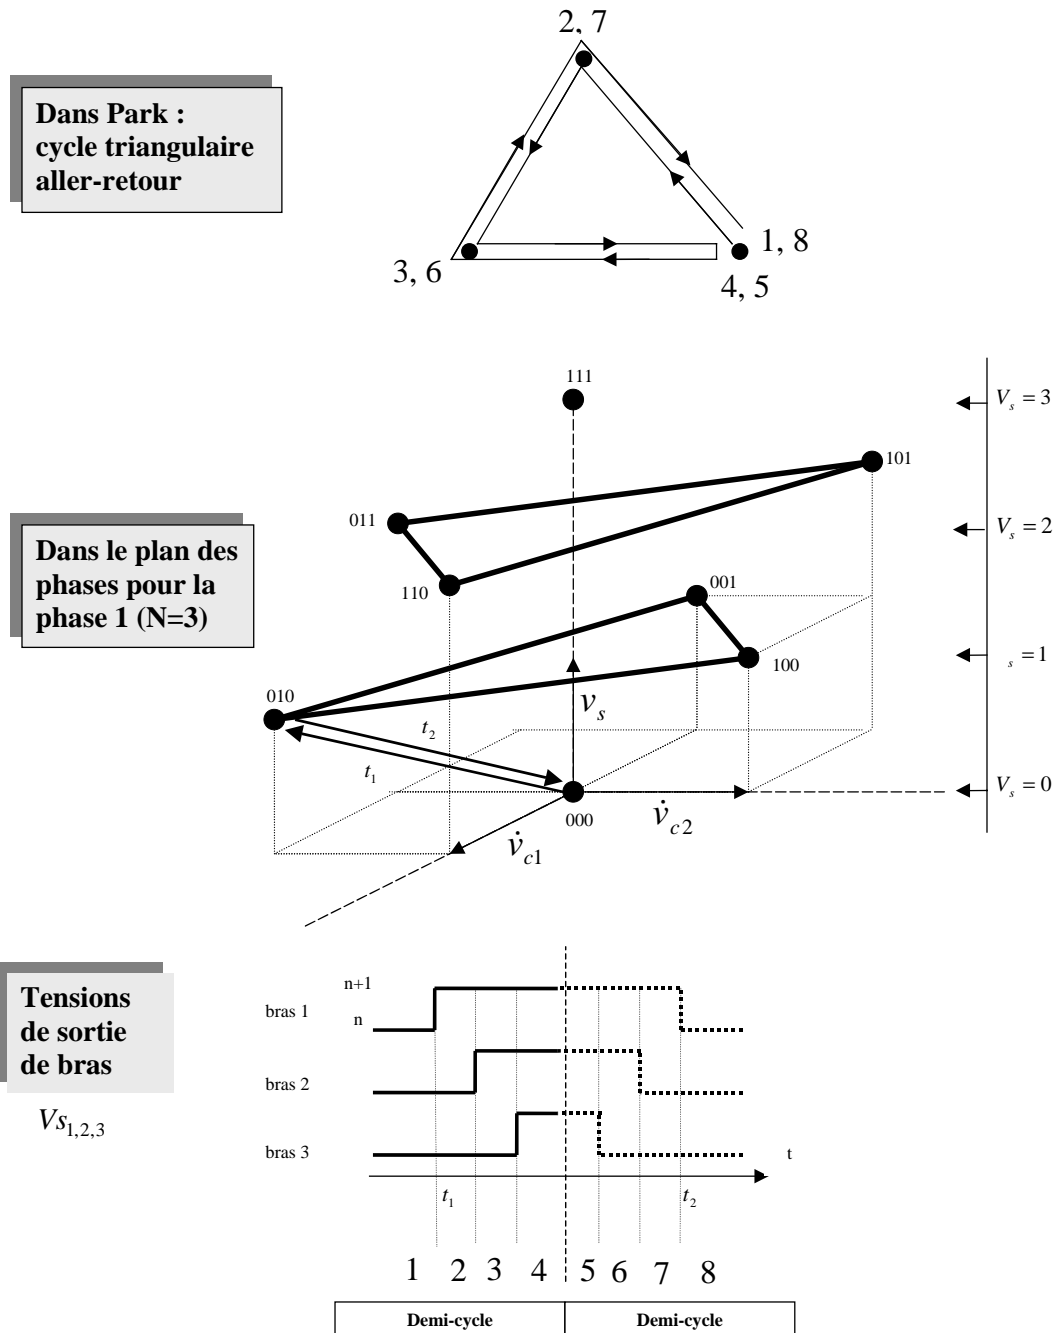 2, 7
Dans Park :
cycle triangulaire
aller-retour
1, 8
3, 6
4, 5
111
V_s = 3
101
011
V_s = 2
Dans le plan des
phases pour la
phase 1 (N=3)
110
001
s = 1
100
010
v_s
t_2
t_1
V_s = 0
000
v̇_c2
v̇_c1
Tensions
de sortie
de bras
Vs_1,2,3
n+1
bras 1
n
bras 2
bras 3
t
t_1
t_2
1 2 3 4 5 6 7 8
Demi-cycle
Demi-cycle